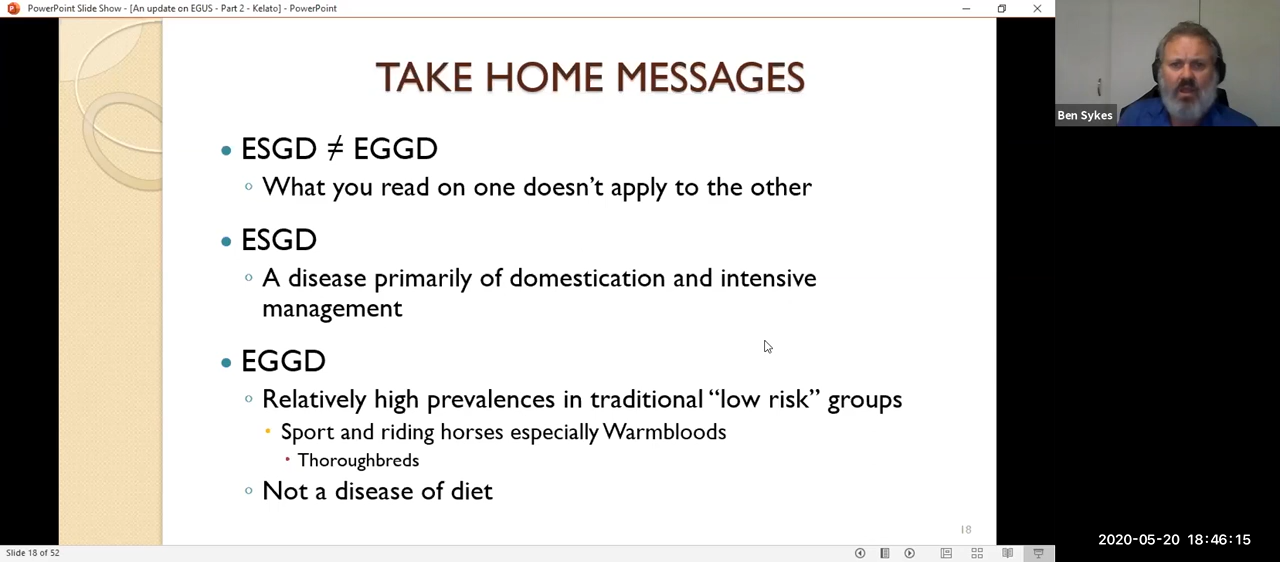 PowerPoint Slide Show - [An update on EGUS - Part 2 - Kelato] - PowerPoint
TAKE HOME MESSAGES
ESGD ≠ EGGD
What you read on one doesn't apply to the other
ESGD
A disease primarily of domestication and intensive
management
EGGD
Relatively high prevalences in traditional “low risk” groups
Sport and riding horses especially Warmbloods
Thoroughbreds
Not a disease of diet
18
Slide 18 of 52
Ben Sykes
2020-05-20 18:46:15